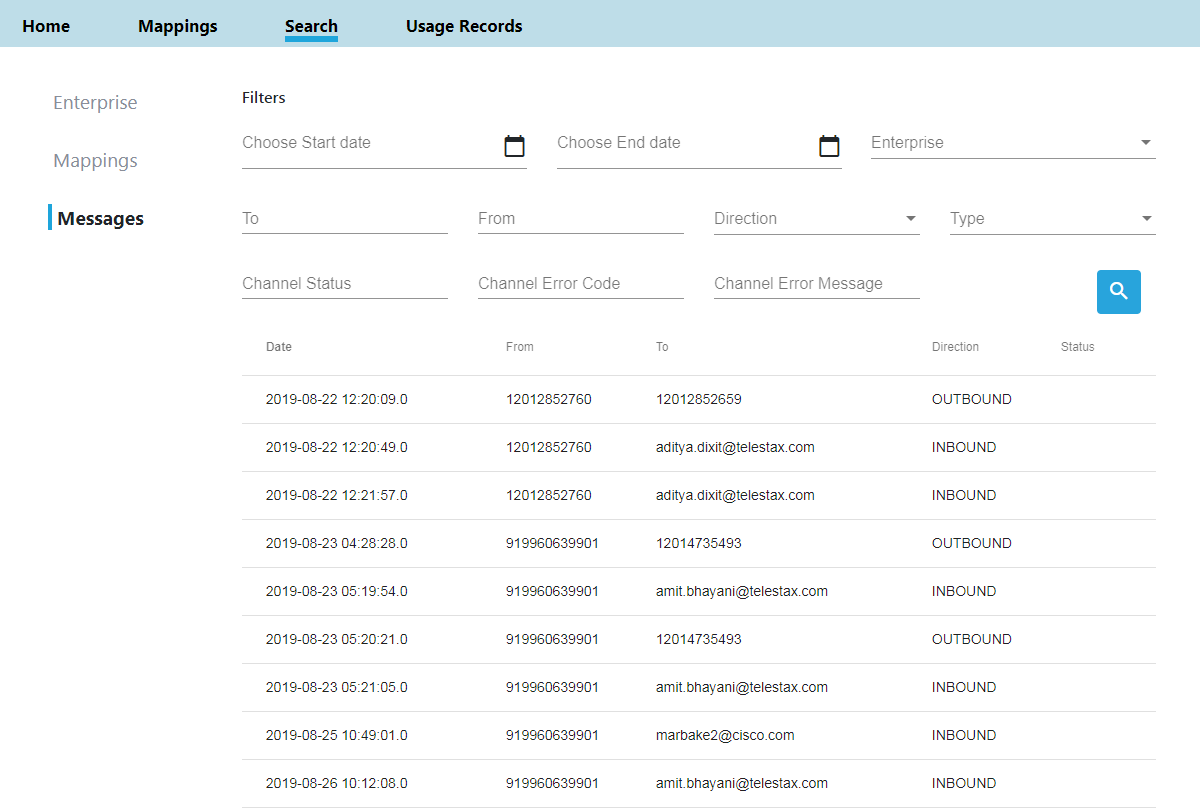 Home Mappings Search Usage Records
Enterprise
Mappings
Messages
Filters
Choose Start date Choose End date Enterprise
To From Direction Type
Channel Status Channel Error Code Channel Error Message
Date From To Direction Status
2019-08-22 12:20:09.0 12012852760 12012852659 OUTBOUND
2019-08-22 12:20:49.0 12012852760 aditya.dixit@telestax.com INBOUND
2019-08-22 12:21:57.0 12012852760 aditya.dixit@telestax.com INBOUND
2019-08-23 04:28:28.0 919960639901 12014735493 OUTBOUND
2019-08-23 05:19:54.0 919960639901 amit.bhayani@telestax.com INBOUND
2019-08-23 05:20:21.0 919960639901 12014735493 OUTBOUND
2019-08-23 05:21:05.0 919960639901 amit.bhayani@telestax.com INBOUND
2019-08-25 10:49:01.0 919960639901 marbake2@cisco.com INBOUND
2019-08-26 10:12:08.0 919960639901 amit.bhayani@telestax.com INBOUND